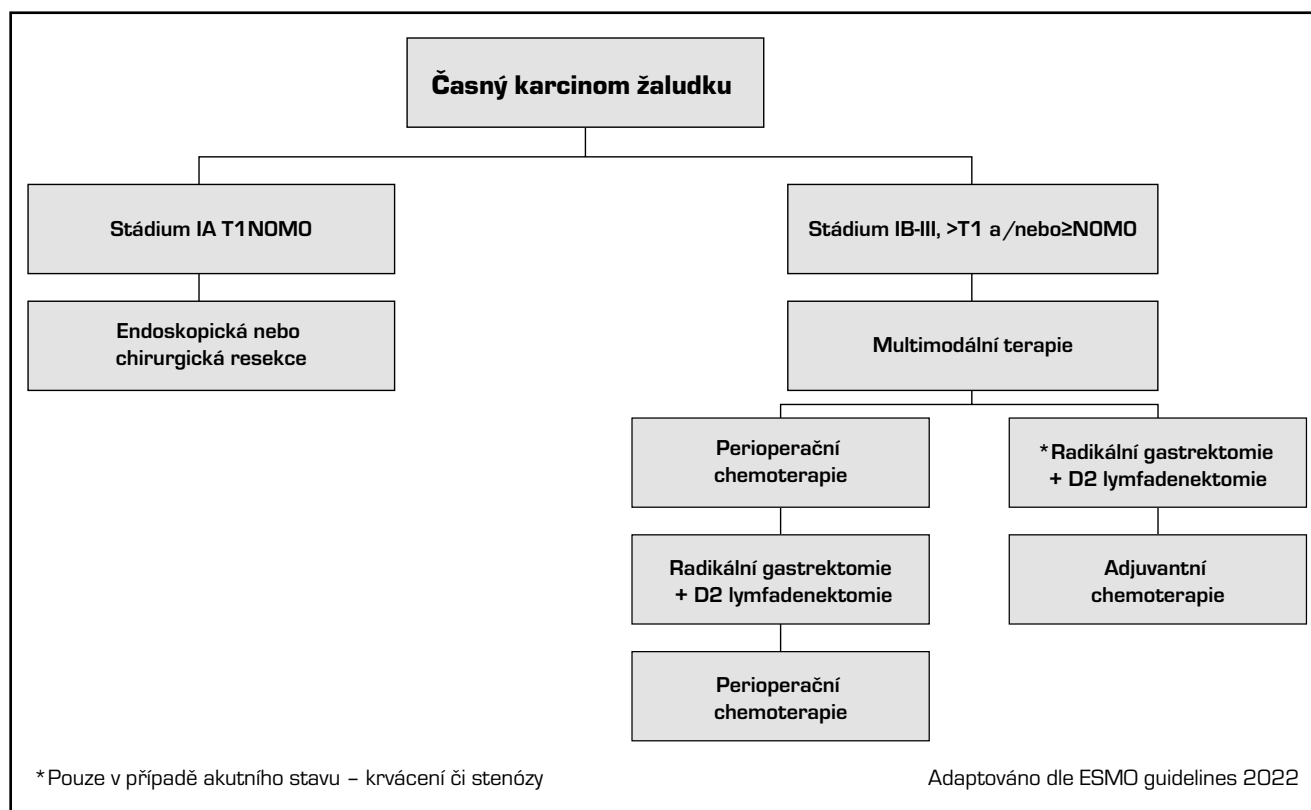 Časný karcinom žaludku
Stádium IA T1N0M0
Endoskopická nebo
chirurgická resekce
Stádium IB-III, >T1 a/nebo≥N0M0
Multimodální terapie
Perioperační
chemoterapie
Radikální gastrektomie
+ D2 lymfadenektomie
Perioperační
chemoterapie
*Radikální gastrektomie
+ D2 lymfadenektomie
Adjuvantní
chemoterapie
*Pouze v případě akutního stavu – krvácení či stenózy
Adaptováno dle ESMO guidelines 2022